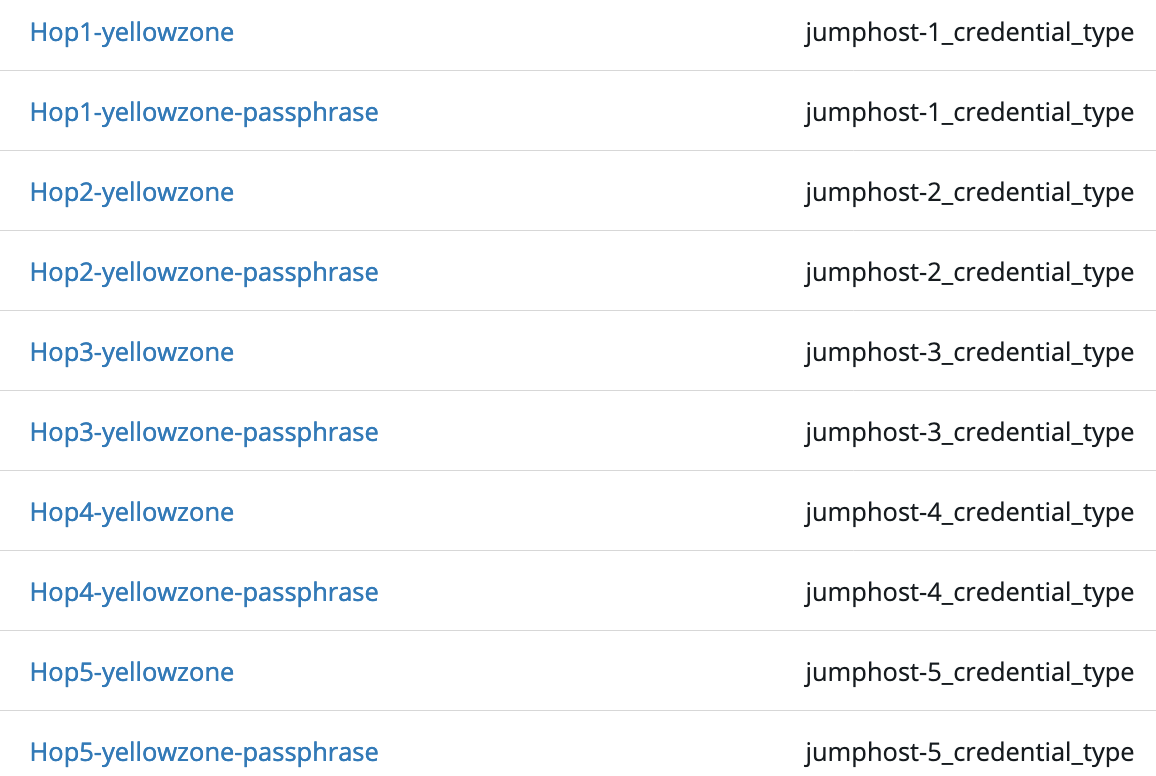 Hop1-yellowzone jumphost-1_credential_type
Hop1-yellowzone-passphrase jumphost-1_credential_type
Hop2-yellowzone jumphost-2_credential_type
Hop2-yellowzone-passphrase jumphost-2_credential_type
Hop3-yellowzone jumphost-3_credential_type
Hop3-yellowzone-passphrase jumphost-3_credential_type
Hop4-yellowzone jumphost-4_credential_type
Hop4-yellowzone-passphrase jumphost-4_credential_type
Hop5-yellowzone jumphost-5_credential_type
Hop5-yellowzone-passphrase jumphost-5_credential_type